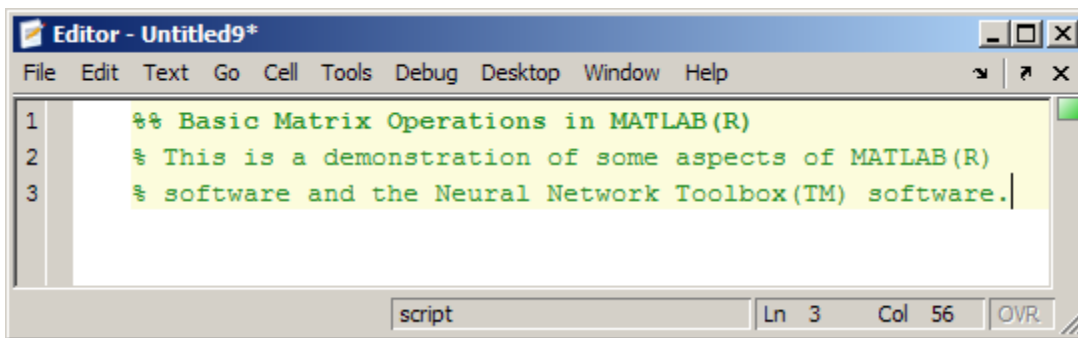 Editor - Untitled9*
File Edit Text Go Cell Tools Debug Desktop Window Help
1 %% Basic Matrix Operations in MATLAB(R)
2 % This is a demonstration of some aspects of MATLAB(R)
3 % software and the Neural Network Toolbox(TM) software.
script Ln 3 Col 56 OVR